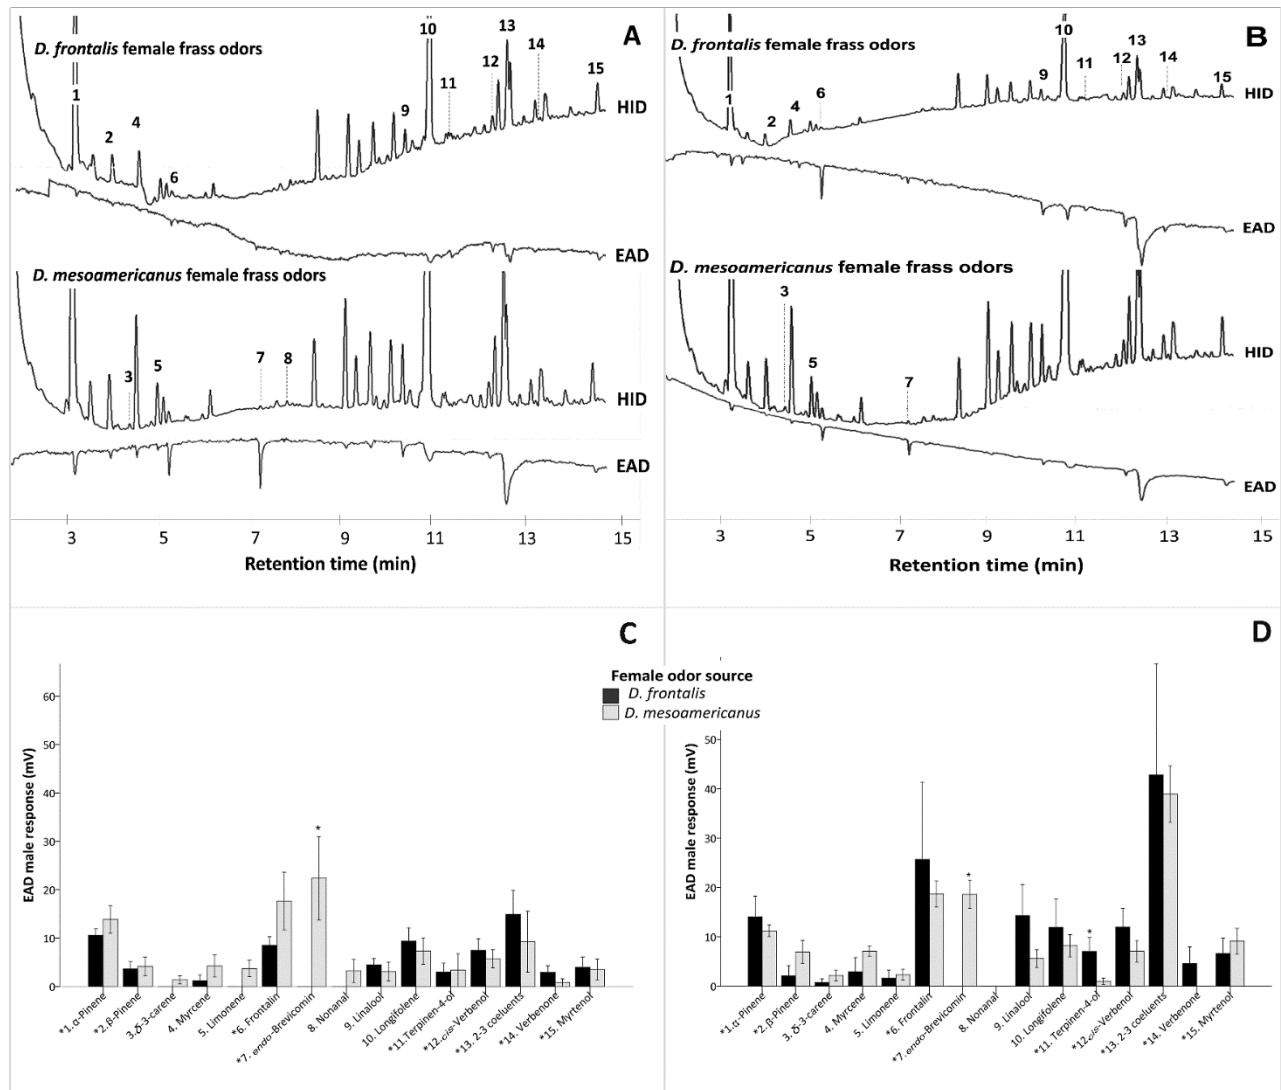 A
D. frontalis female frass odors
1
2
4
6
9
10
11
12
13
14
15
HID
EAD
D. mesoamericanus female frass odors
3
5
7
8
HID
EAD
3 5 7 9 11 13 15
Retention time (min)
B
D. frontalis female frass odors
1
2
4
6
9
10
11
12
13
14
15
HID
EAD
D. mesoamericanus female frass odors
3
5
7
HID
EAD
3 5 7 9 11 13 15
Retention time (min)
C
EAD male response (mV)
60
50
40
30
20
10
0
*
*1. α-Pinene
*2. β-Pinene
3. δ-3-carene
4. Myrcene
5. Limonene
*6. Frontalin
*7. endo-Brevicomin
8. Nonanal
9. Linalool
10. Longifolene
*11. Terpinen-4-ol
*12. cis-Verbenol
*13. 2-3 coeluents
*14. Verbenone
*15. Myrtenol
Female odor source
D. frontalis
D. mesoamericanus
D
EAD male response (mV)
50
40
30
20
10
0
*
*
*1. α-Pinene
*2. β-Pinene
3. δ-3-carene
4. Myrcene
5. Limonene
*6. Frontalin
*7. endo-Brevicomin
8. Nonanal
9. Linalool
10. Longifolene
*11. Terpinen-4-ol
*12. cis-Verbenol
*13. 2-3 coeluents
*14. Verbenone
*15. Myrtenol